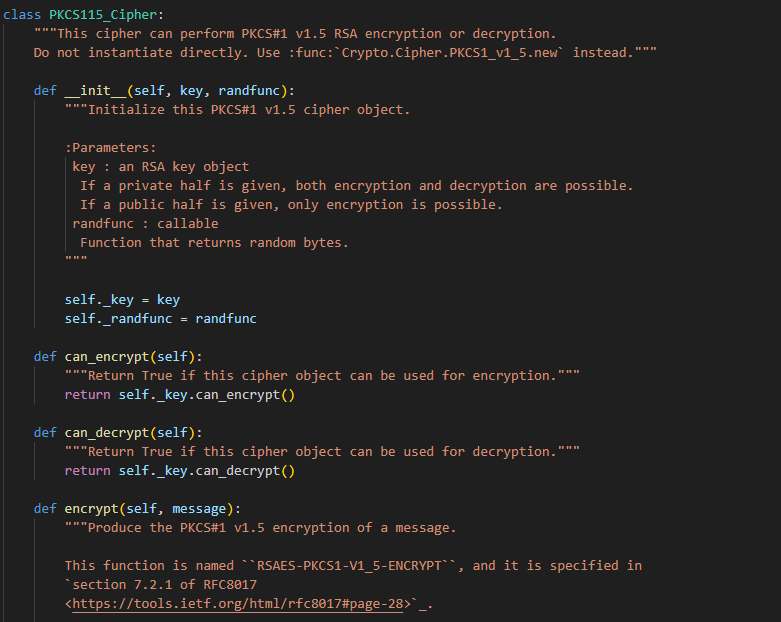 class PKCS115_Cipher:
"""This cipher can perform PKCS#1 v1.5 RSA encryption or decryption.
Do not instantiate directly. Use :func:`Crypto.Cipher.PKCS1_v1_5.new` instead."""
def __init__(self, key, randfunc):
"""Initialize this PKCS#1 v1.5 cipher object.
:Parameters:
key : an RSA key object
If a private half is given, both encryption and decryption are possible.
If a public half is given, only encryption is possible.
randfunc : callable
Function that returns random bytes.
"""
self._key = key
self._randfunc = randfunc
def can_encrypt(self):
"""Return True if this cipher object can be used for encryption."""
return self._key.can_encrypt()
def can_decrypt(self):
"""Return True if this cipher object can be used for decryption."""
return self._key.can_decrypt()
def encrypt(self, message):
"""Produce the PKCS#1 v1.5 encryption of a message.
This function is named ``RSAES-PKCS1-V1_5-ENCRYPT``, and it is specified in
`section 7.2.1 of RFC8017
<https://tools.ietf.org/html/rfc8017#page-28>`_.